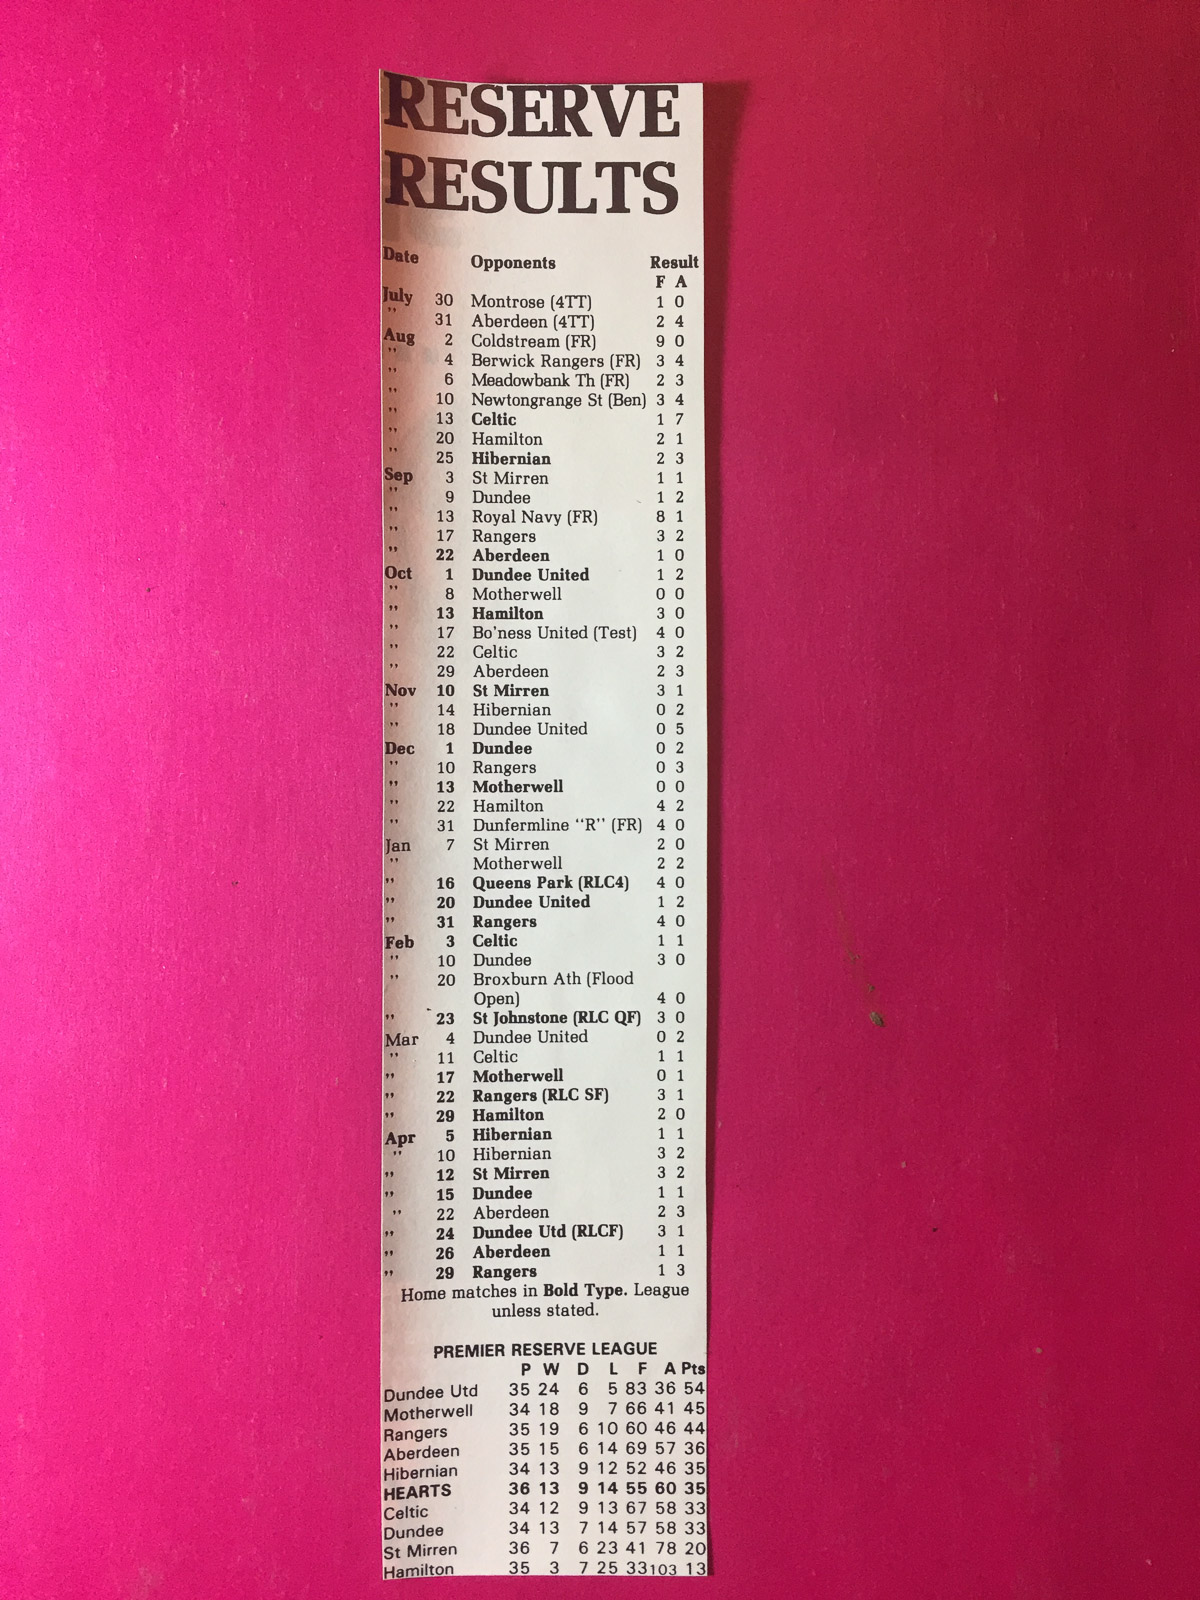 RESERVE
RESULTS
Date Opponents Result
F A
July 30 Montrose (4TT) 1 0
" 31 Aberdeen (4TT) 2 4
Aug 2 Coldstream (FR) 9 0
" 4 Berwick Rangers (FR) 3 4
" 6 Meadowbank Th (FR) 2 3
" 10 Newtongrange St (Ben) 3 4
" 13 Celtic 1 7
" 20 Hamilton 2 1
" 25 Hibernian 2 3
Sep 3 St Mirren 1 1
" 9 Dundee 1 2
" 13 Royal Navy (FR) 8 1
" 17 Rangers 3 2
" 22 Aberdeen 1 0
Oct 1 Dundee United 1 2
" 8 Motherwell 0 0
" 13 Hamilton 3 0
" 17 Bo'ness United (Test) 4 0
" 22 Celtic 3 2
" 29 Aberdeen 2 3
Nov 10 St Mirren 3 1
" 14 Hibernian 0 2
" 18 Dundee United 0 5
Dec 1 Dundee 0 2
" 10 Rangers 0 3
" 13 Motherwell 0 0
" 22 Hamilton 4 2
" 31 Dunfermline "R" (FR) 4 0
Jan 7 St Mirren 2 0
" Motherwell 2 2
" 16 Queens Park (RLC4) 4 0
" 20 Dundee United 1 2
" 31 Rangers 4 0
Feb 3 Celtic 1 1
" 10 Dundee 3 0
" 20 Broxburn Ath (Flood
Open) 4 0
" 23 St Johnstone (RLC QF) 3 0
Mar 4 Dundee United 0 2
" 11 Celtic 1 1
" 17 Motherwell 0 1
" 22 Rangers (RLC SF) 3 1
" 29 Hamilton 2 0
Apr 5 Hibernian 1 1
" 10 Hibernian 3 2
" 12 St Mirren 3 2
" 15 Dundee 1 1
" 22 Aberdeen 2 3
" 24 Dundee Utd (RLCF) 3 1
" 26 Aberdeen 1 1
" 29 Rangers 1 3
Home matches in Bold Type. League
unless stated.
PREMIER RESERVE LEAGUE
P W D L F A Pts
Dundee Utd 35 24 6 5 83 36 54
Motherwell 34 18 9 7 66 41 45
Rangers 35 19 6 10 60 46 44
Aberdeen 35 15 6 14 69 57 36
Hibernian 34 13 9 12 52 46 35
HEARTS 36 13 9 14 55 60 35
Celtic 34 12 9 13 67 58 33
Dundee 34 13 7 14 57 58 33
St Mirren 36 7 6 23 41 78 20
Hamilton 35 3 7 25 33 103 13